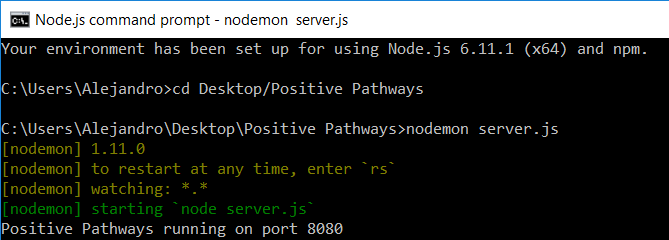 Node.js command prompt - nodemon  server.js
Your environment has been set up for using Node.js 6.11.1 (x64) and npm.
C:\Users\Alejandro>cd Desktop/Positive Pathways
C:\Users\Alejandro\Desktop\Positive Pathways>nodemon server.js
[nodemon] 1.11.0
[nodemon] to restart at any time, enter `rs`
[nodemon] watching: *.*
[nodemon] starting `node server.js`
Positive Pathways running on port 8080